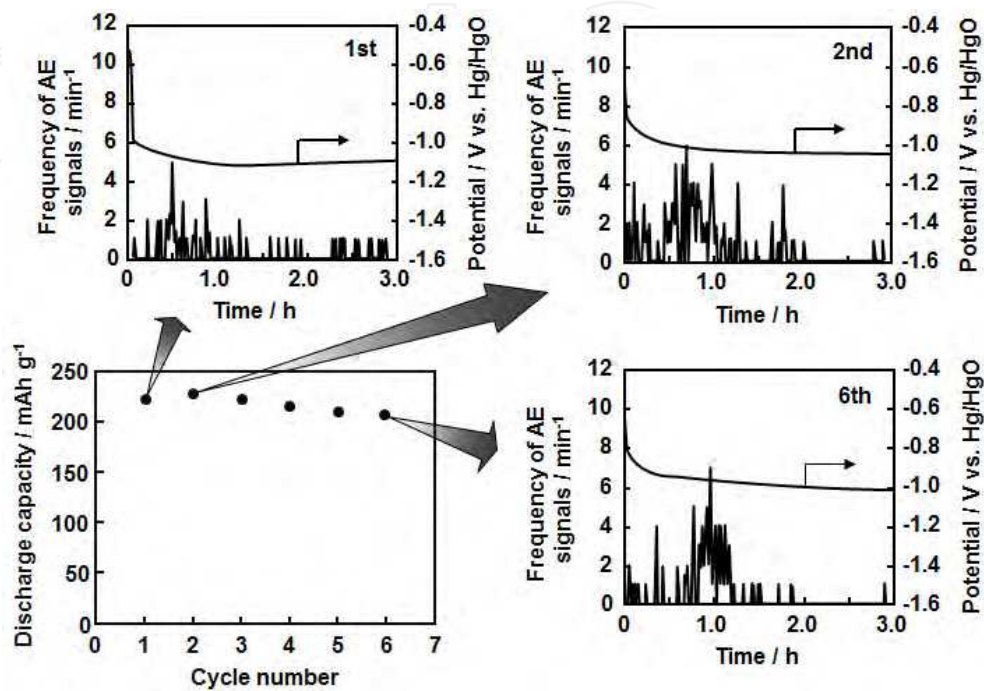 12
10
8
6
4
2
0
Frequency of AE
signals / min-1
1st
-0.4
-0.6
-0.8
-1.0
-1.2
-1.4
-1.6
Potential / V vs. Hg/HgO
0 1.0 2.0 3.0
Time / h
12
10
8
6
4
2
0
Frequency of AE
signals / min-1
2nd
-0.4
-0.6
-0.8
-1.0
-1.2
-1.4
-1.6
Potential / V vs. Hg/HgO
0 1.0 2.0 3.0
Time / h
250
200
150
100
50
0
Discharge capacity / mAh g-1
0 1 2 3 4 5 6 7
Cycle number
12
10
8
6
4
2
0
Frequency of AE
signals / min-1
6th
-0.4
-0.6
-0.8
-1.0
-1.2
-1.4
-1.6
Potential / V vs. Hg/HgO
0 1.0 2.0 3.0
Time / h